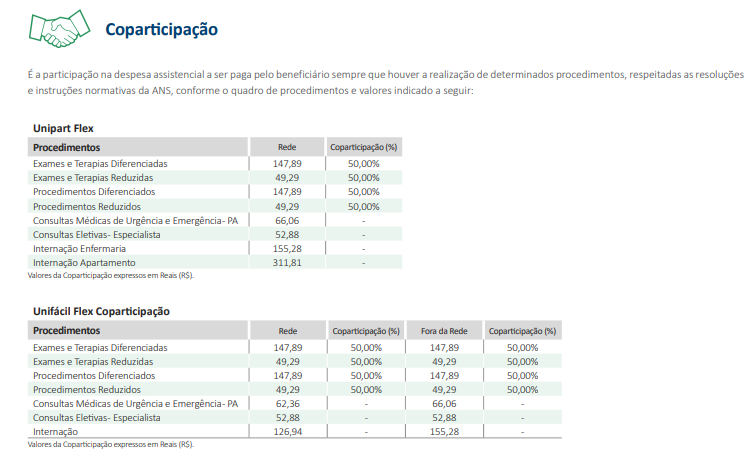 Coparticipação
É a participação na despesa assistencial a ser paga pelo beneficiário sempre que houver a realização de determinados procedimentos, respeitadas as resoluções
e instruções normativas da ANS, conforme o quadro de procedimentos e valores indicado a seguir:
Unipart Flex
Procedimentos Rede Coparticipação (%)
Exames e Terapias Diferenciadas 147,89 50,00%
Exames e Terapias Reduzidas 49,29 50,00%
Procedimentos Diferenciados 147,89 50,00%
Procedimentos Reduzidos 49,29 50,00%
Consultas Médicas de Urgência e Emergência- PA 66,06 -
Consultas Eletivas- Especialista 52,88 -
Internação Enfermaria 155,28 -
Internação Apartamento 311,81 -
Valores da Coparticipação expressos em Reais (R$).
Unifácil Flex Coparticipação
Procedimentos Rede Coparticipação (%) Fora da Rede Coparticipação (%)
Exames e Terapias Diferenciadas 147,89 50,00% 147,89 50,00%
Exames e Terapias Reduzidas 49,29 50,00% 49,29 50,00%
Procedimentos Diferenciados 147,89 50,00% 147,89 50,00%
Procedimentos Reduzidos 49,29 50,00% 49,29 50,00%
Consultas Médicas de Urgência e Emergência- PA 62,36 - 66,06 -
Consultas Eletivas- Especialista 52,88 - 52,88 -
Internação 126,94 - 155,28 -
Valores da Coparticipação expressos em Reais (R$).